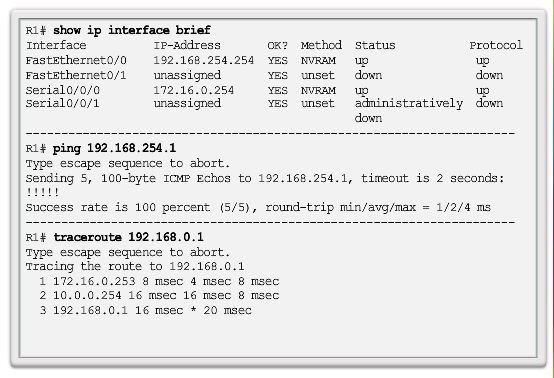 R1# show ip interface brief
Interface IP-Address OK? Method Status Protocol
FastEthernet0/0 192.168.254.254 YES NVRAM up up
FastEthernet0/1 unassigned YES unset down down
Serial0/0/0 172.16.0.254 YES NVRAM up up
Serial0/0/1 unassigned YES unset administratively down
down
--------------------------------------------------------------------
R1# ping 192.168.254.1
Type escape sequence to abort.
Sending 5, 100-byte ICMP Echos to 192.168.254.1, timeout is 2 seconds:
!!!!!
Success rate is 100 percent (5/5), round-trip min/avg/max = 1/2/4 ms
--------------------------------------------------------------------
R1# traceroute 192.168.0.1
Type escape sequence to abort.
Tracing the route to 192.168.0.1
1 172.16.0.253 8 msec 4 msec 8 msec
2 10.0.0.254 16 msec 16 msec 8 msec
3 192.168.0.1 16 msec * 20 msec